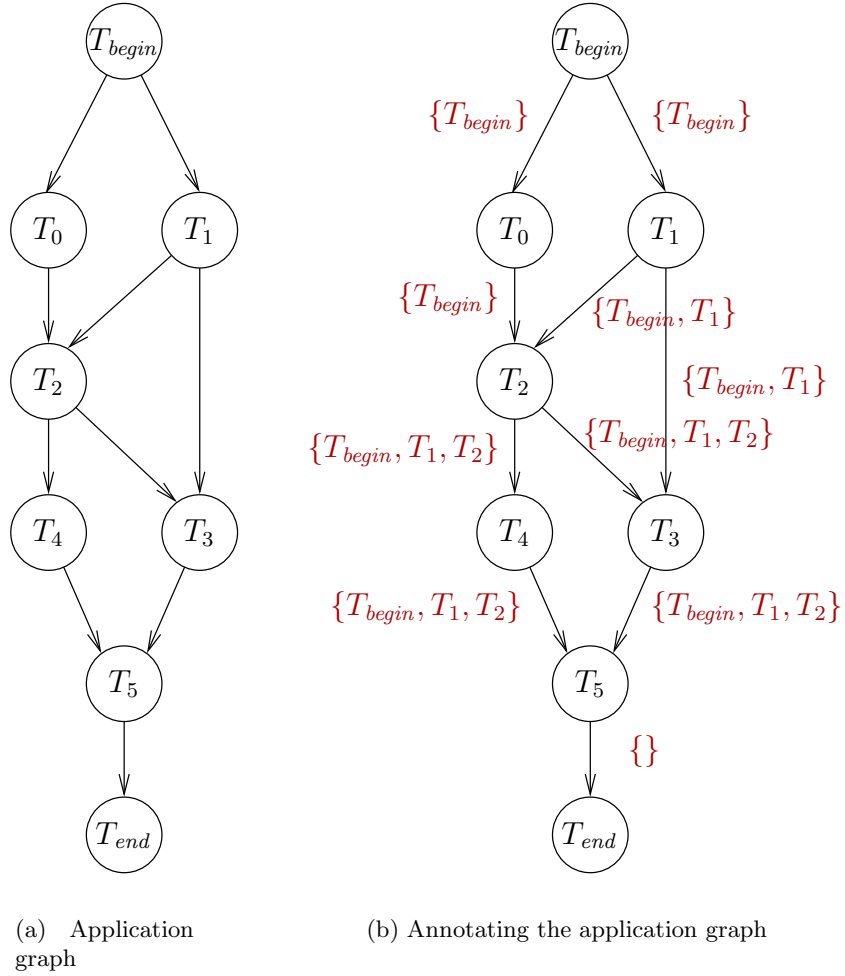 T_begin T_begin
{T_begin} {T_begin}
T_0 T_1 T_0 T_1
{T_begin} {T_begin, T_1}
T_2 T_2 {T_begin, T_1}
{T_begin, T_1, T_2} {T_begin, T_1, T_2}
T_4 T_3 T_4 T_3
{T_begin, T_1, T_2} {T_begin, T_1, T_2}
T_5 T_5
{}
T_end T_end
(a) Application
graph
(b) Annotating the application graph